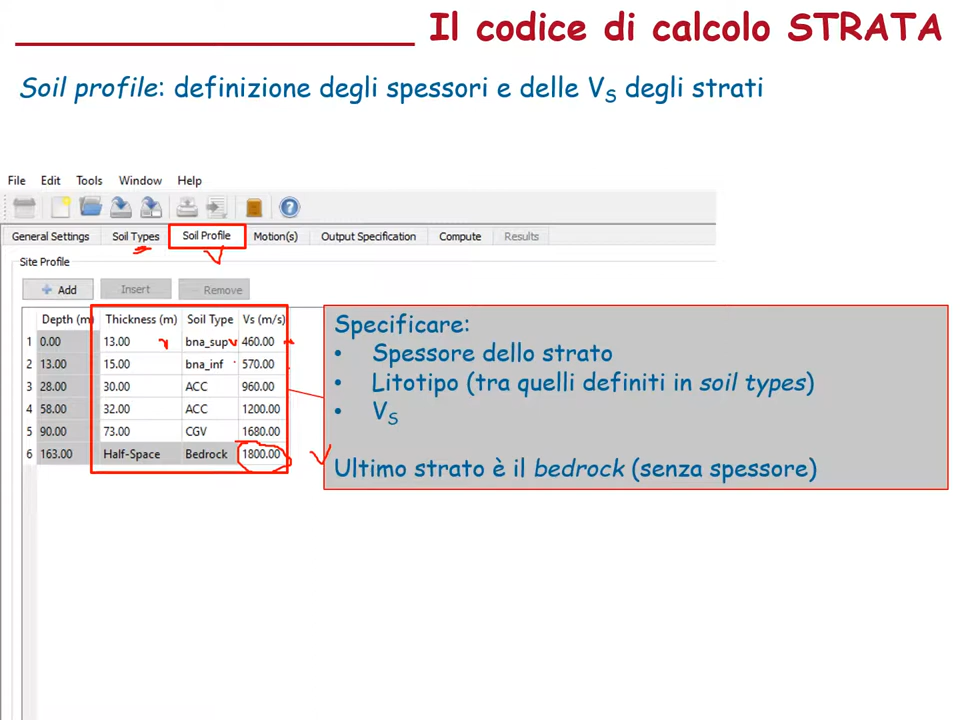 Il codice di calcolo STRATA
Soil profile: definizione degli spessori e delle VS degli strati
File Edit Tools Window Help
General Settings Soil Types Soil Profile Motion(s) Output Specification Compute Results
Site Profile
Add Insert Remove
Depth (m) Thickness (m) Soil Type Vs (m/s)
1 0.00 13.00 bna_sup 460.00
2 13.00 15.00 bna_inf 570.00
3 28.00 30.00 ACC 960.00
4 58.00 32.00 ACC 1200.00
5 90.00 73.00 CGV 1680.00
6 163.00 Half-Space Bedrock 1800.00
Specificare:
• Spessore dello strato
• Litotipo (tra quelli definiti in soil types)
• VS
Ultimo strato è il bedrock (senza spessore)